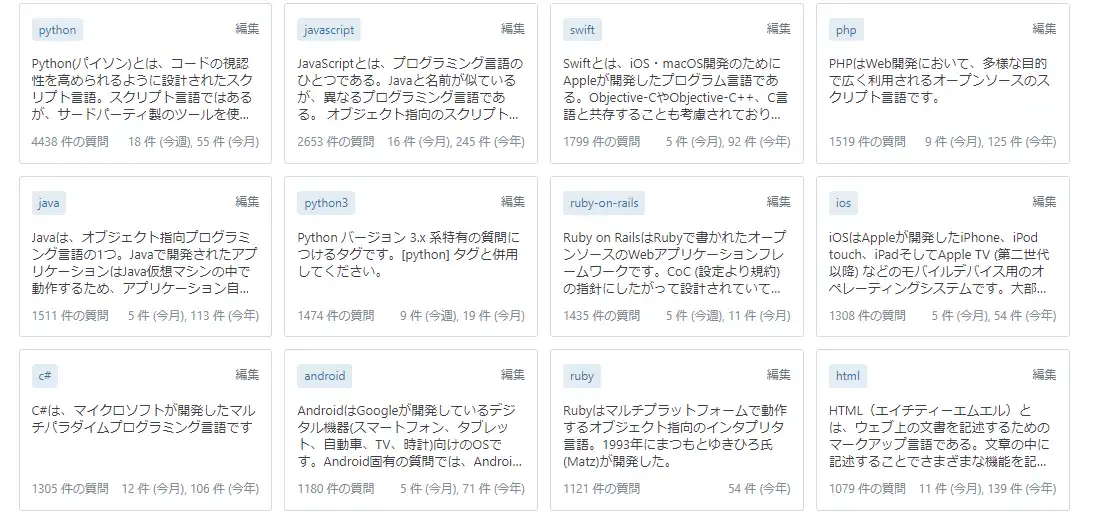 python 編集
Python(パイソン)とは、コードの視認
性を高められるように設計されたスク
リプト言語。スクリプト言語ではある
が、サードパーティ製のツールを使…
4438 件の質問 18 件 (今週), 55 件 (今月)
javascript 編集
JavaScriptとは、プログラミング言語の
ひとつである。Javaと名前が似ている
が、異なるプログラミング言語であ
る。 オブジェクト指向のスクリプト…
2653 件の質問 16 件 (今月), 245 件 (今年)
swift 編集
Swiftとは、iOS・macOS開発のために
Appleが開発したプログラム言語であ
る。Objective-CやObjective-C++、C言
語と共存することも考慮されており…
1799 件の質問 5 件 (今月), 92 件 (今年)
php 編集
PHPはWeb開発において、多様な目的
で広く利用されるオープンソースのス
クリプト言語です。
1519 件の質問 9 件 (今月), 125 件 (今年)
java 編集
Javaは、オブジェクト指向プログラミ
ング言語の1つ。Javaで開発されたアプ
リケーションはJava仮想マシンの中で
動作するため、アプリケーション自…
1511 件の質問 5 件 (今月), 113 件 (今年)
python3 編集
Python バージョン 3.x 系特有の質問に
つけるタグです。[python] タグと併用
してください。
1474 件の質問 9 件 (今週), 19 件 (今月)
ruby-on-rails 編集
Ruby on RailsはRubyで書かれたオープ
ンソースのWebアプリケーションフレ
ームワークです。CoC (設定より規約)
の指針にしたがって設計されていて…
1435 件の質問 5 件 (今週), 11 件 (今月)
ios 編集
iOSはAppleが開発したiPhone、iPod
touch、iPadそしてApple TV (第二世代
以降) などのモバイルデバイス用のオ
ペレーティングシステムです。大部…
1308 件の質問 5 件 (今月), 54 件 (今年)
c# 編集
C#は、マイクロソフトが開発したマル
チパラダイムプログラミング言語です
1305 件の質問 12 件 (今月), 106 件 (今年)
android 編集
AndroidはGoogleが開発しているデジ
タル機器(スマートフォン、タブレッ
ト、自動車、TV、時計)向けのOSで
す。Android固有の質問では、Androi…
1180 件の質問 5 件 (今月), 71 件 (今年)
ruby 編集
Rubyはマルチプラットフォームで動作
するオブジェクト指向のインタプリタ
言語。1993年にまつもとゆきひろ氏
(Matz)が開発した。
1121 件の質問 54 件 (今年)
html 編集
HTML（エイチティーエムエル）と
は、ウェブ上の文書を記述するための
マークアップ言語である。文章の中に
記述することでさまざまな機能を記…
1079 件の質問 11 件 (今月), 139 件 (今年)